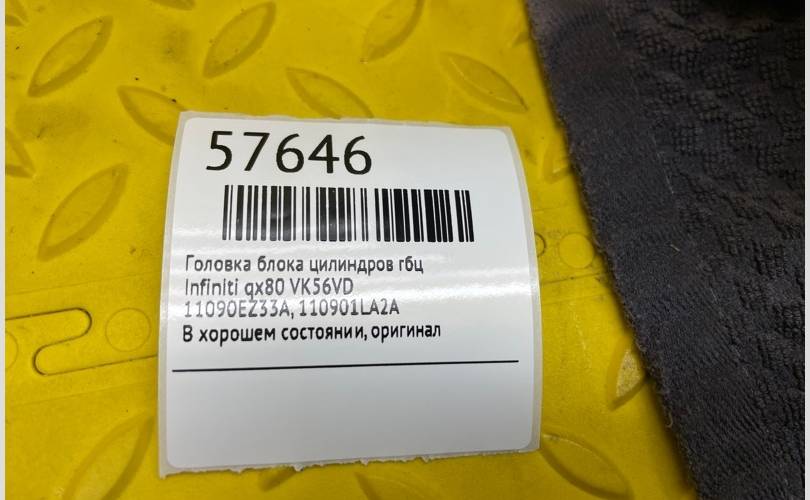 57646
Головка блока цилиндров гбц
Infiniti qx80 VK56VD
11090EZ33A, 110901LA2A
В хорошем состоянии, оригинал